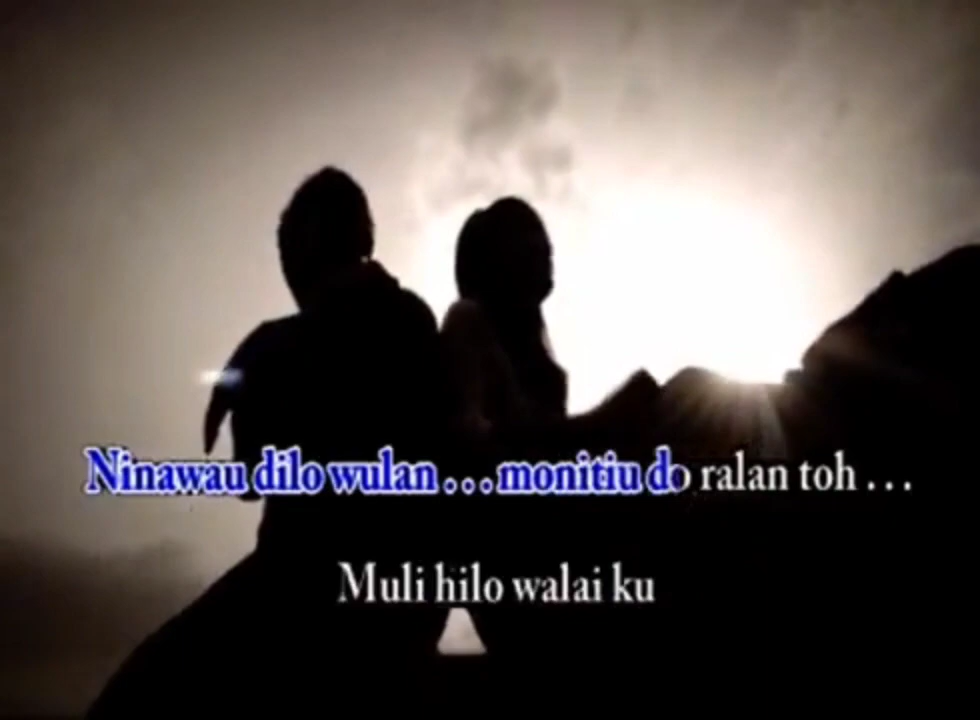 Ninawau dilo wulan . . . monitiu do ralan toh . . .
Muli hilo walai ku